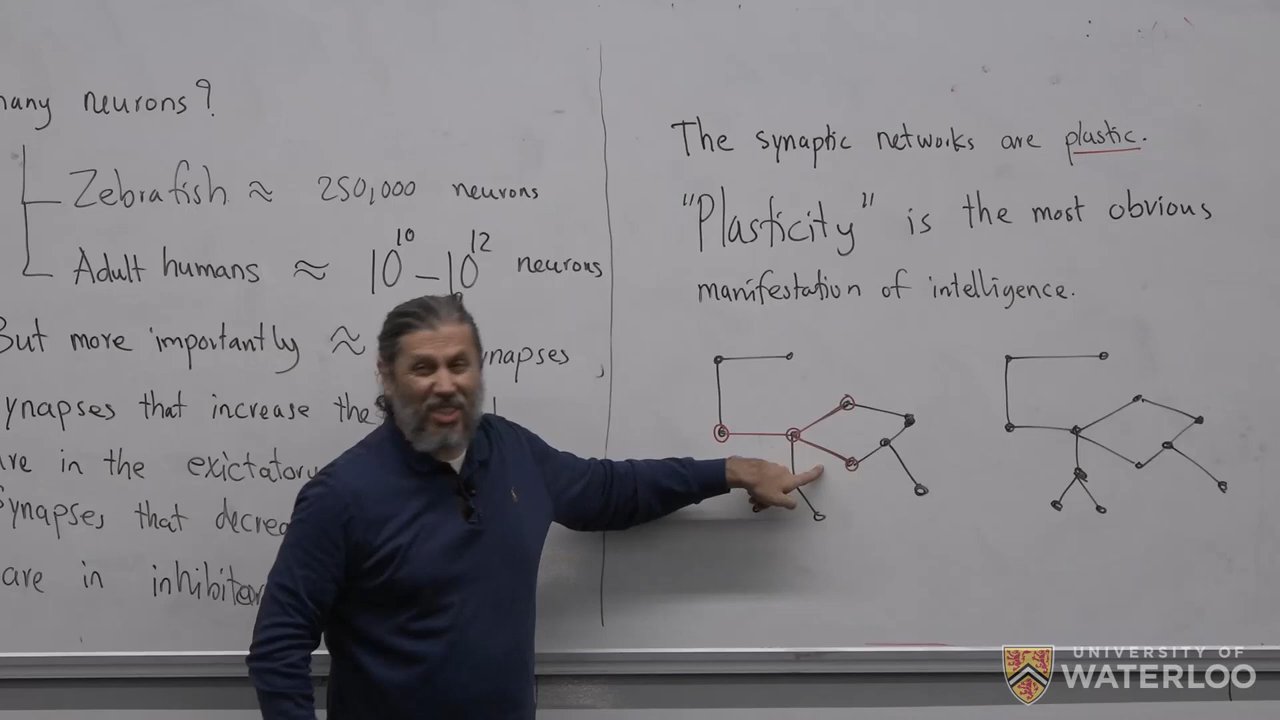 many neurons?
Zebrafish ≈ 250,000 neurons
Adult humans ≈ 10^10 – 10^12 neurons
But more importantly ≈ synapses
synapses that increase the
are in the exictatory
Synapses that decrea
are in inhibitor
The synaptic networks are plastic.
"Plasticity" is the most obvious
manifestation of intelligence.
UNIVERSITY OF
WATERLOO